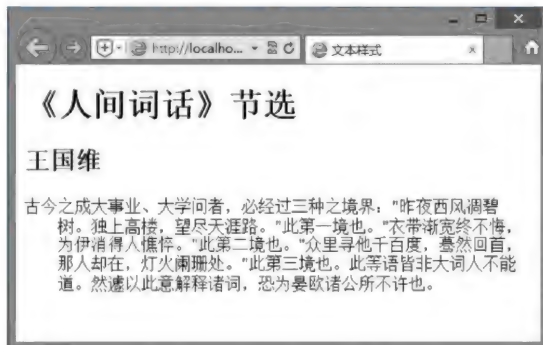 http://localho...
文本样式
《人间词话》节选
王国维
古今之成大事业、大学问者，必经过三种之境界："昨夜西风凋碧
树。独上高楼，望尽天涯路。"此第一境也。"衣带渐宽终不悔，
为伊消得人憔悴。"此第二境也。"众里寻他千百度，蓦然回首，
那人却在，灯火阑珊处。"此第三境也。此等语皆非大词人不能
道。然遽以此意解释诸词，恐为晏欧诸公所不许也。